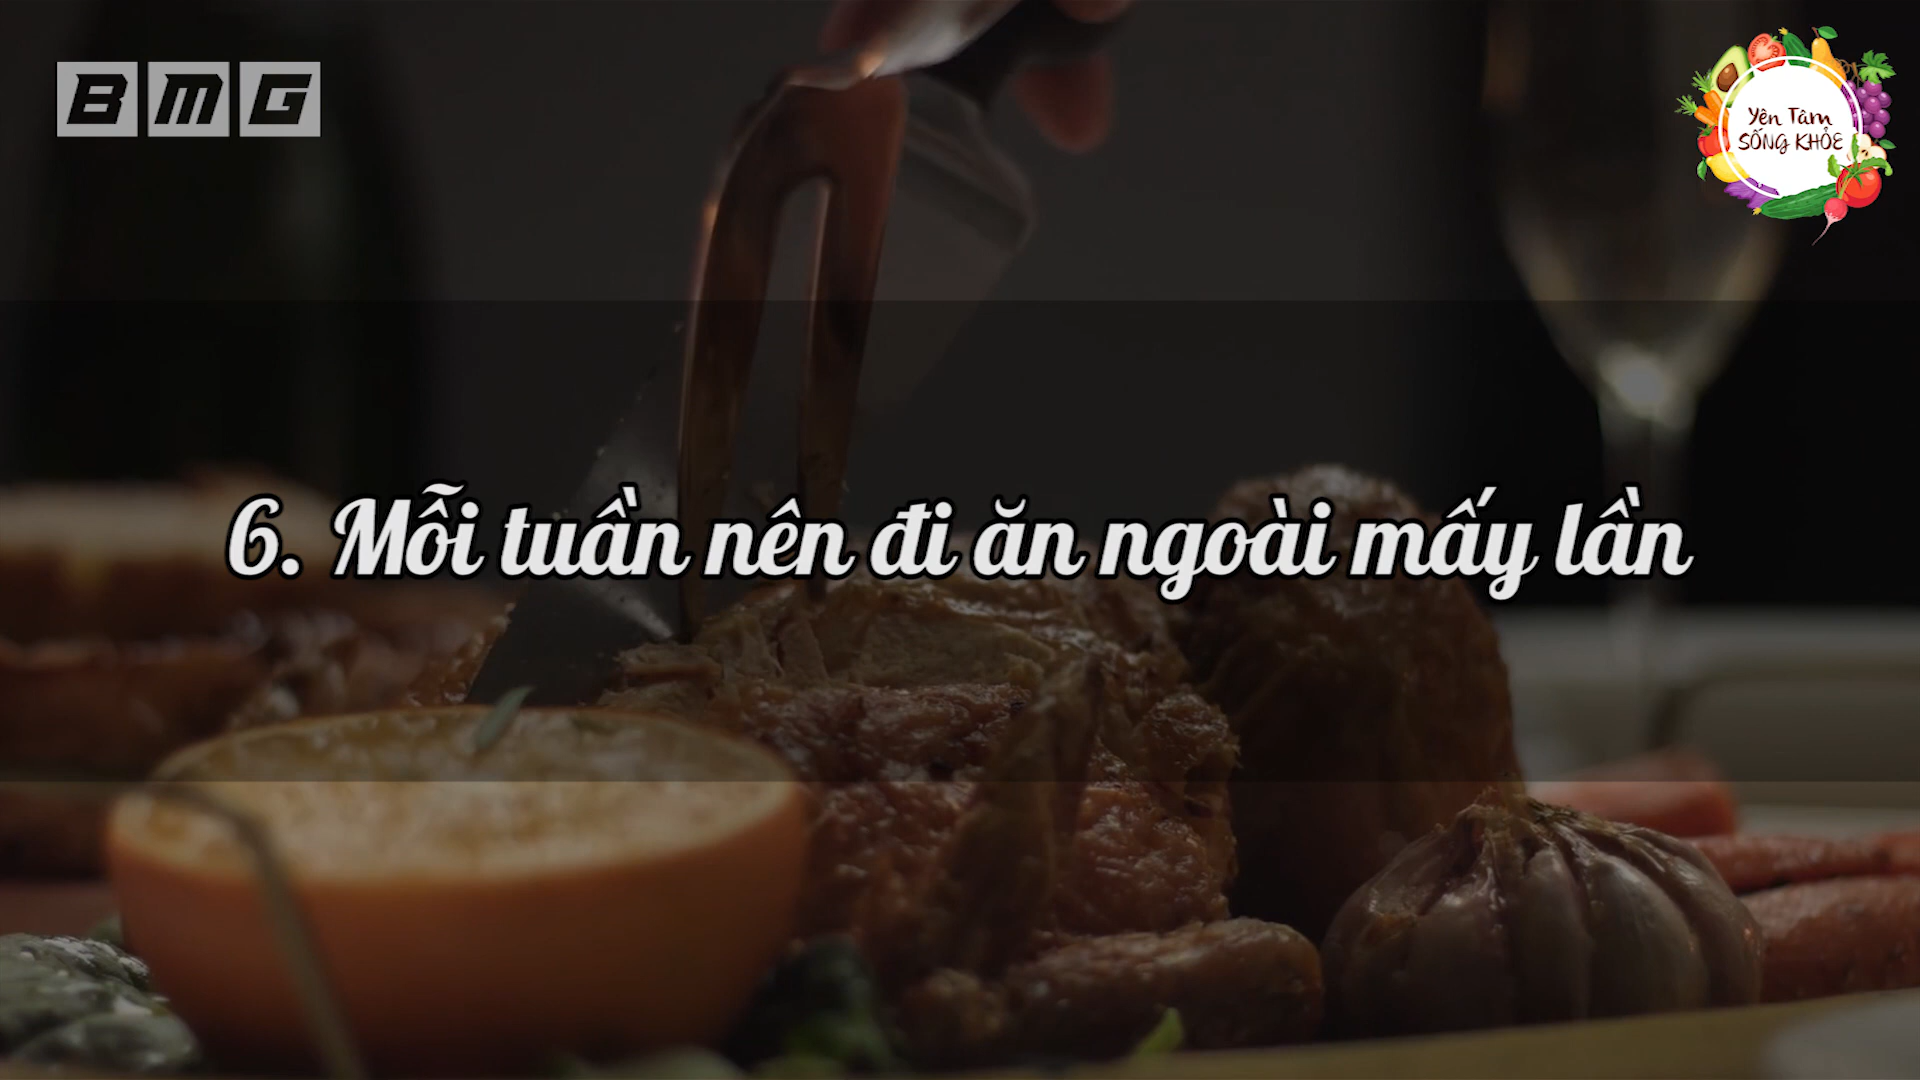 BMG
Yên Tâm
SỐNG KHỎE
6. Mỗi tuần nên đi ăn ngoài mấy lần